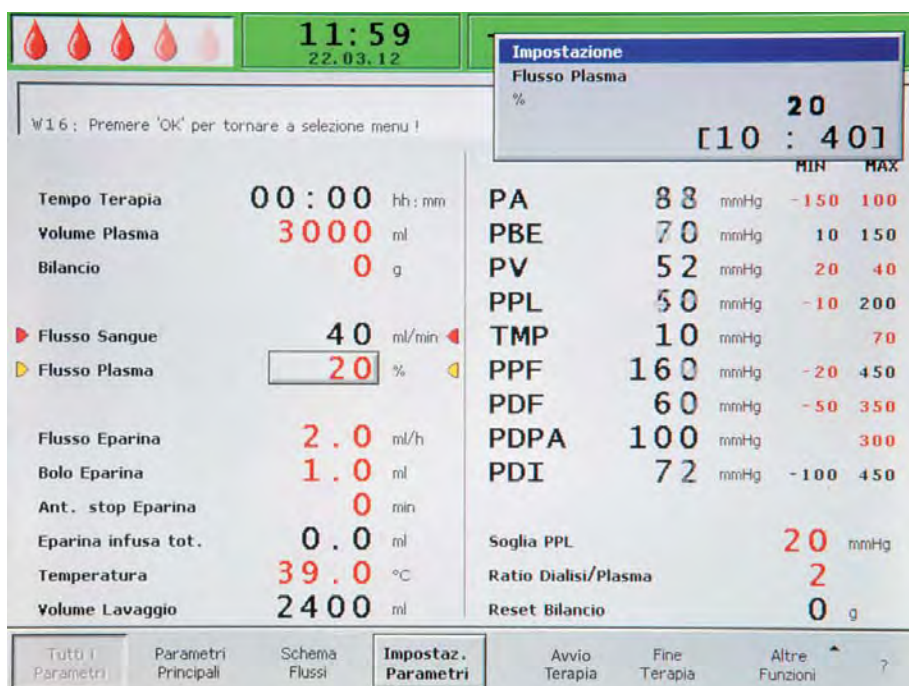 11:59
22.03.12
Impostazione
Flusso Plasma
%
20
[10 : 40]
W16: Premere 'OK' per tornare a selezione menu !
MIN MAX
Tempo Terapia 00:00 hh:mm
Volume Plasma 3000 ml
Bilancio 0 g
Flusso Sangue 40 ml/min
Flusso Plasma 20 %
Flusso Eparina 2.0 ml/h
Bolo Eparina 1.0 ml
Ant. stop Eparina 0 min
Eparina infusa tot. 0.0 ml
Temperatura 39.0 °C
Volume Lavaggio 2400 ml
PA 88 mmHg -150 100
PBE 70 mmHg 10 150
PV 52 mmHg 20 40
PPL 50 mmHg -10 200
TMP 10 mmHg 70
PPF 160 mmHg -20 450
PDF 60 mmHg -50 350
PDPA 100 mmHg 300
PDI 72 mmHg -100 450
Soglia PPL 20 mmHg
Ratio Dialisi/Plasma 2
Reset Bilancio 0 g
Tutti i Parametri
Parametri Principali
Schema Flussi
Impostaz. Parametri
Avvio Terapia
Fine Terapia
Altre Funzioni
?